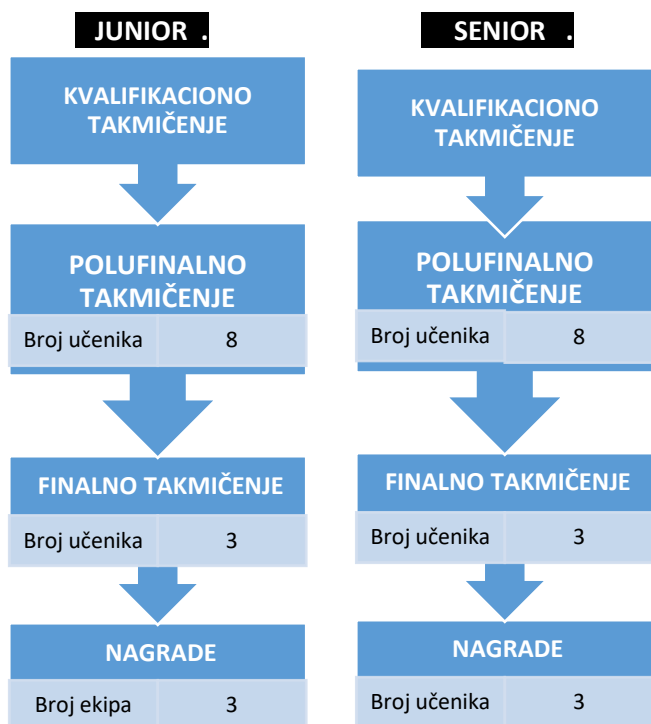 JUNIOR .
KVALIFIKACIONO
TAKMIČENJE
POLUFINALNO
TAKMIČENJE
Broj učenika 8
FINALNO TAKMIČENJE
Broj učenika 3
NAGRADE
Broj ekipa 3
SENIOR .
KVALIFIKACIONO
TAKMIČENJE
POLUFINALNO
TAKMIČENJE
Broj učenika 8
FINALNO TAKMIČENJE
Broj učenika 3
NAGRADE
Broj učenika 3